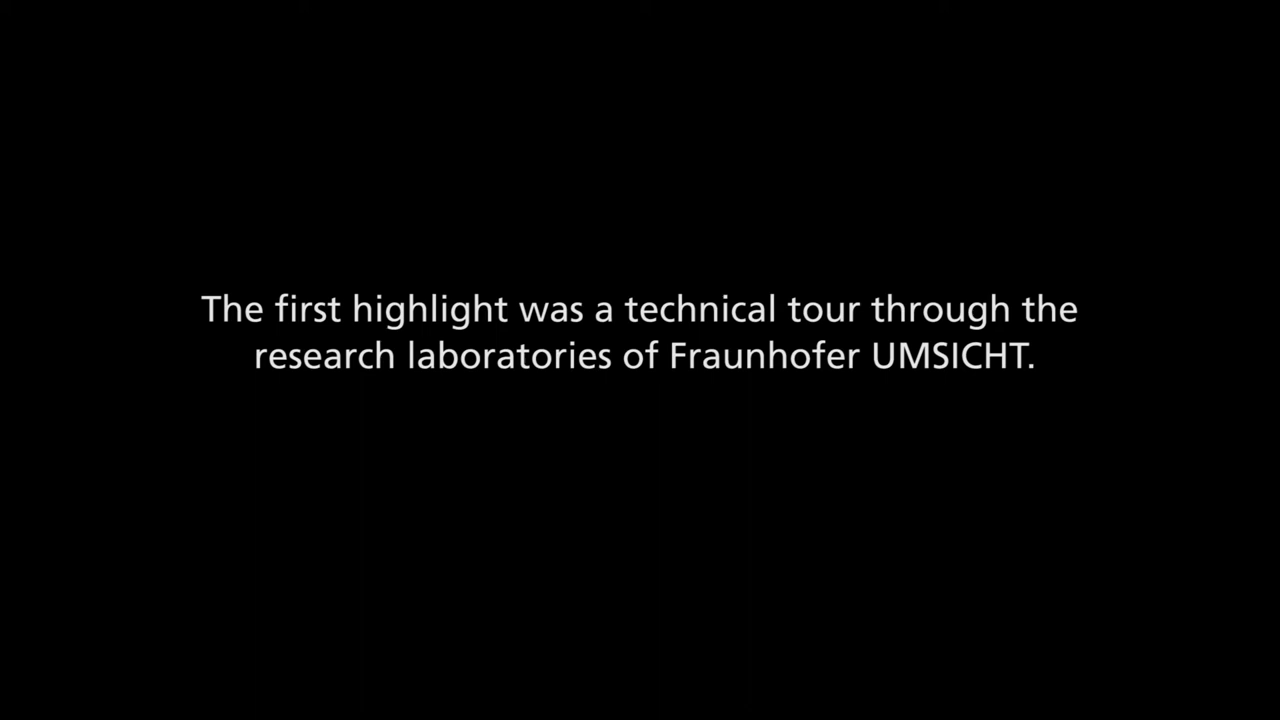 The first highlight was a technical tour through the
research laboratories of Fraunhofer UMSICHT.